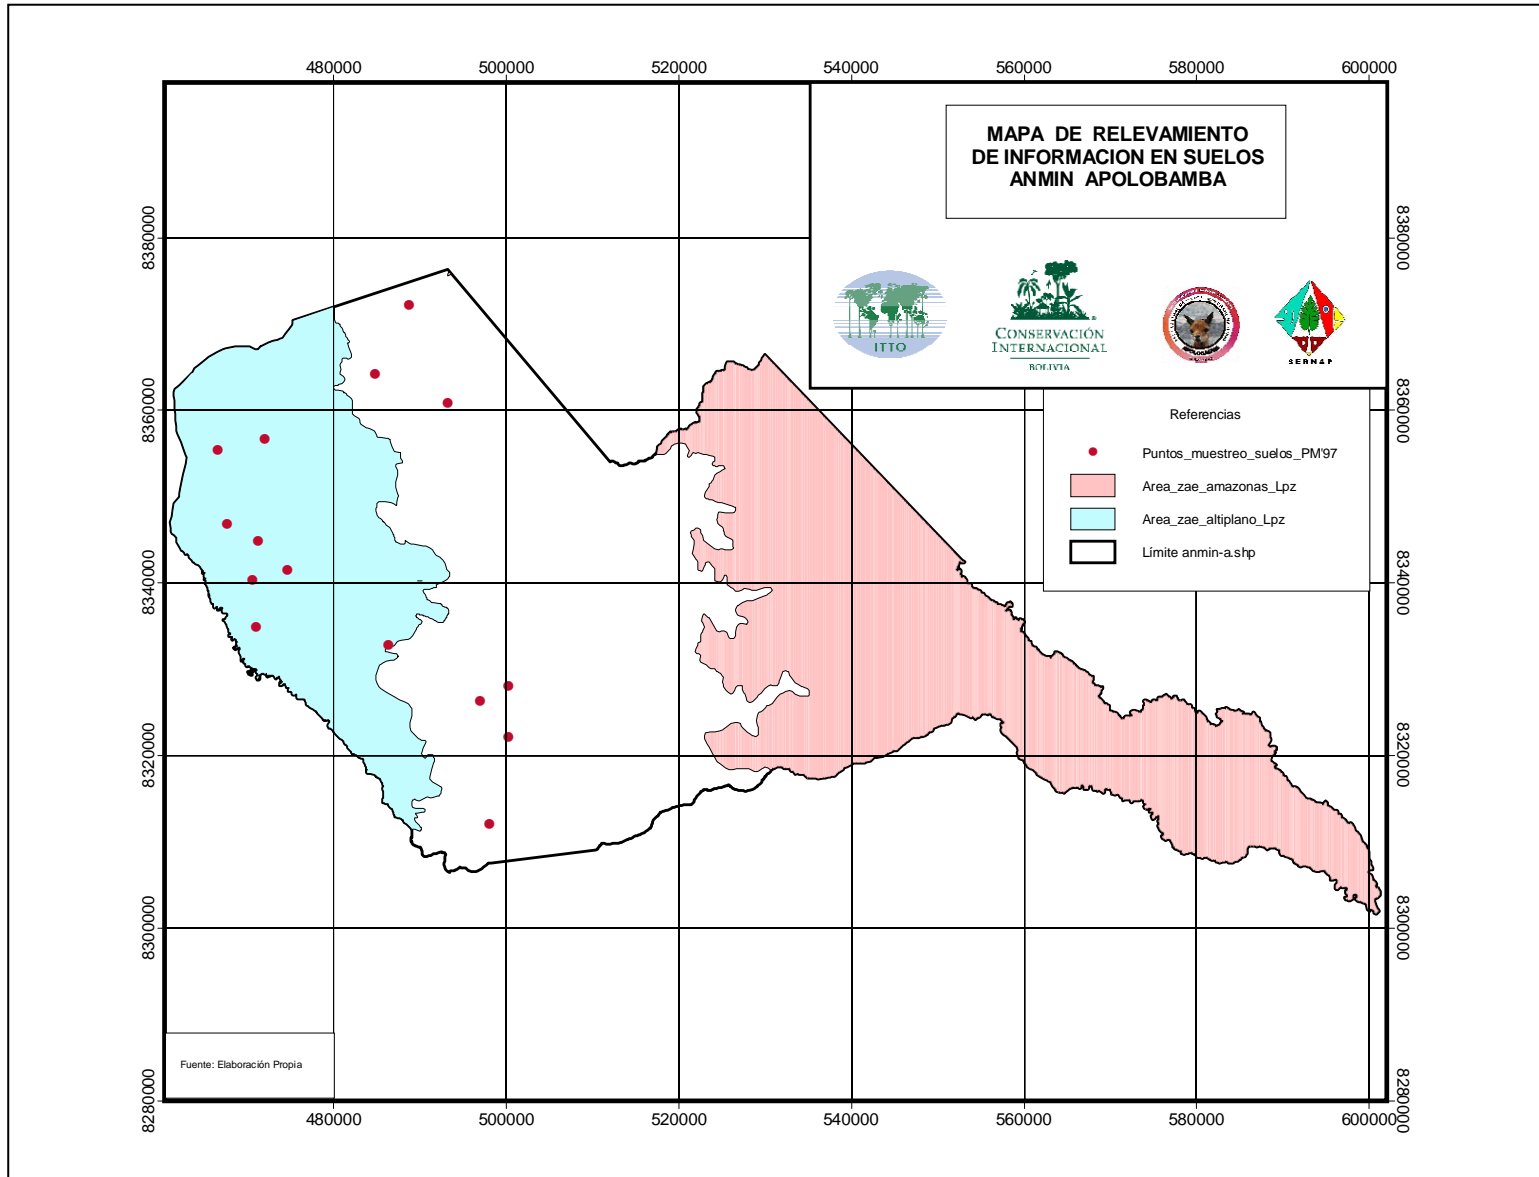 480000 500000 520000 540000 560000 580000 600000
MAPA DE RELEVAMIENTO
DE INFORMACION EN SUELOS
ANMIN APOLOBAMBA
ITTO
CONSERVACIÓN
INTERNACIONAL
BOLIVIA
APOLOBAMBA
SERNAP
8380000 8380000
8360000 8360000
8340000 8340000
8320000 8320000
8300000 8300000
8280000 8280000
Referencias
Puntos_muestreo_suelos_PM'97
Area_zae_amazonas_Lpz
Area_zae_altiplano_Lpz
Límite anmin-a.shp
Fuente: Elaboración Propia
480000 500000 520000 540000 560000 580000 600000